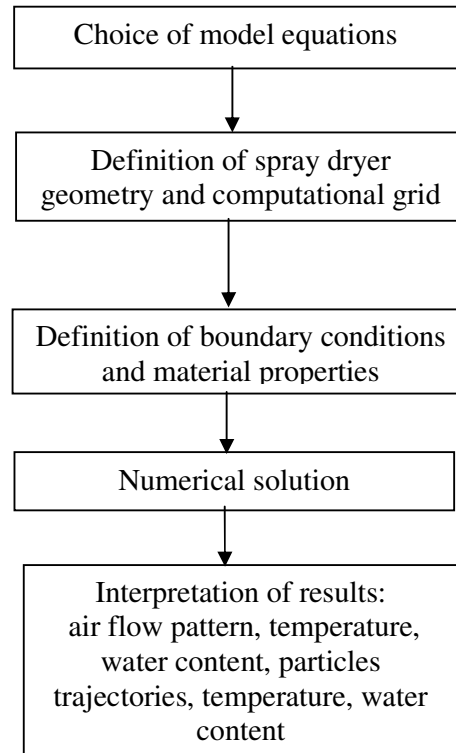 Choice of model equations
Definition of spray dryer
geometry and computational grid
Definition of boundary conditions
and material properties
Numerical solution
Interpretation of results:
air flow pattern, temperature,
water content, particles
trajectories, temperature, water
content